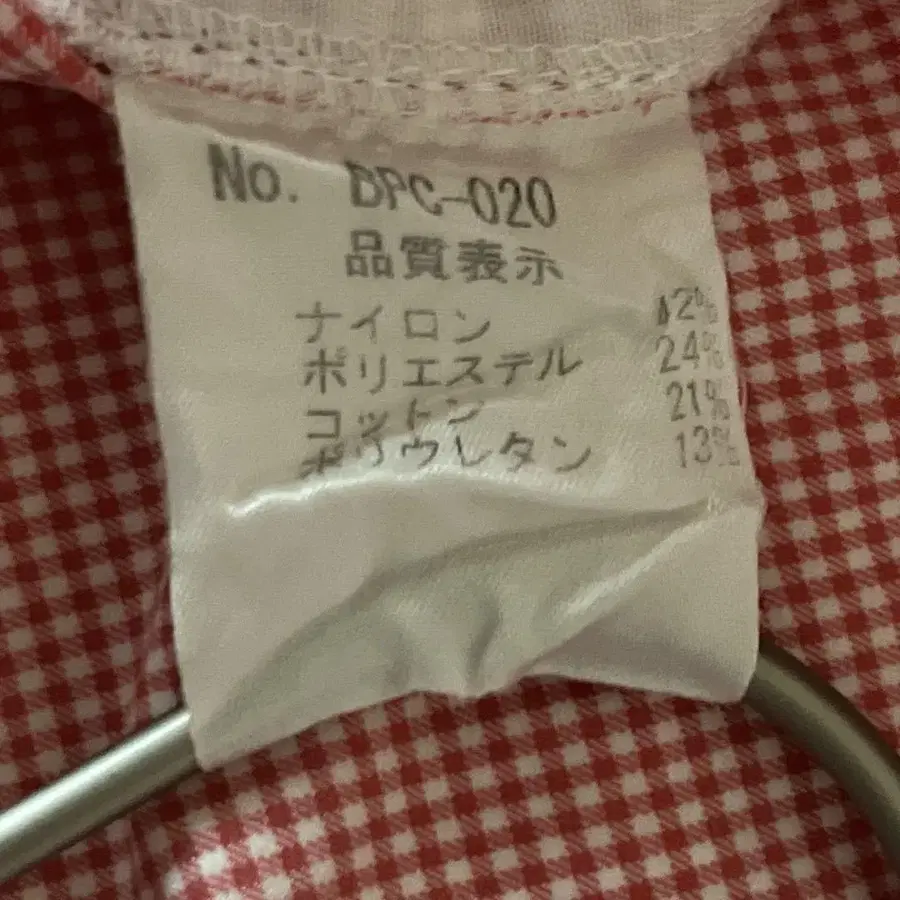 No. BPC-020
品質表示
ナイロン 42%
ポリエステル 24%
コットン 21%
ポリウレタン 13%